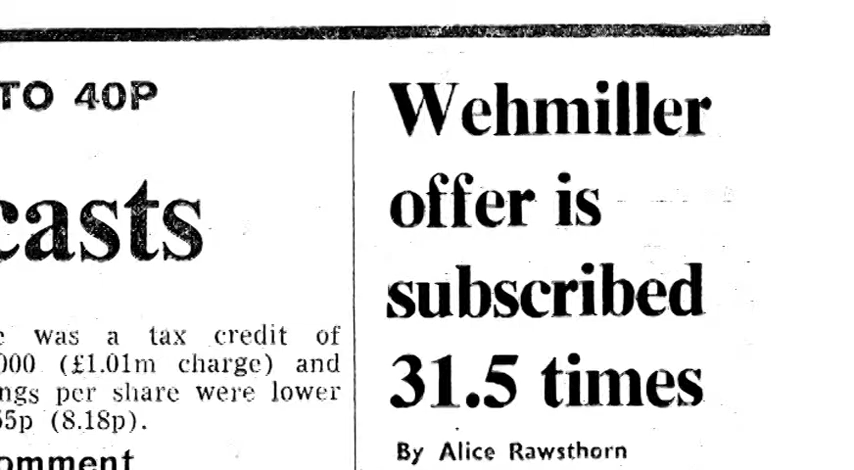 TO 40P
casts
was a tax credit of
000 (£1.01m charge) and
ngs per share were lower
55p (8.18p).
omment
Wehmiller
offer is
subscribed
31.5 times
By Alice Rawsthorn